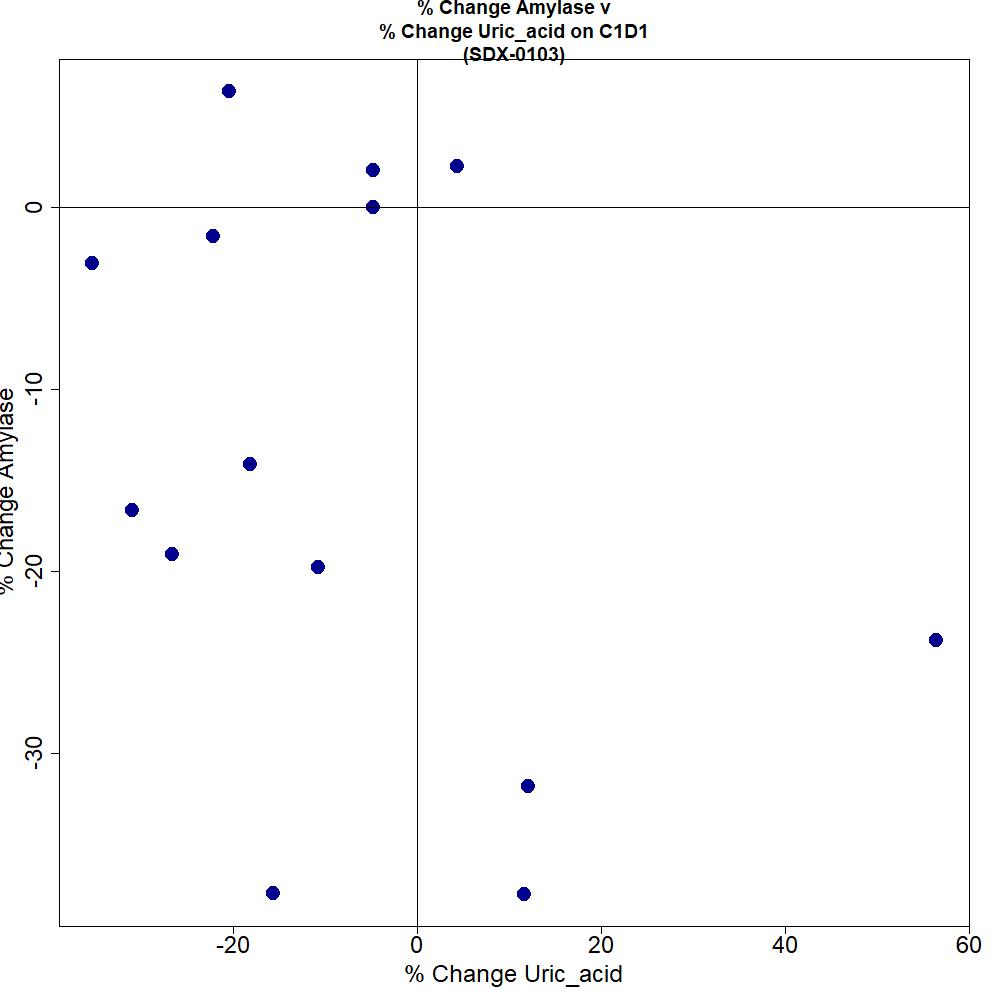 % Change Amylase v
% Change Uric_acid on C1D1
(SDX-0103)
% Change Amylase
0
-10
-20
-30
-20
0
20
40
60
% Change Uric_acid